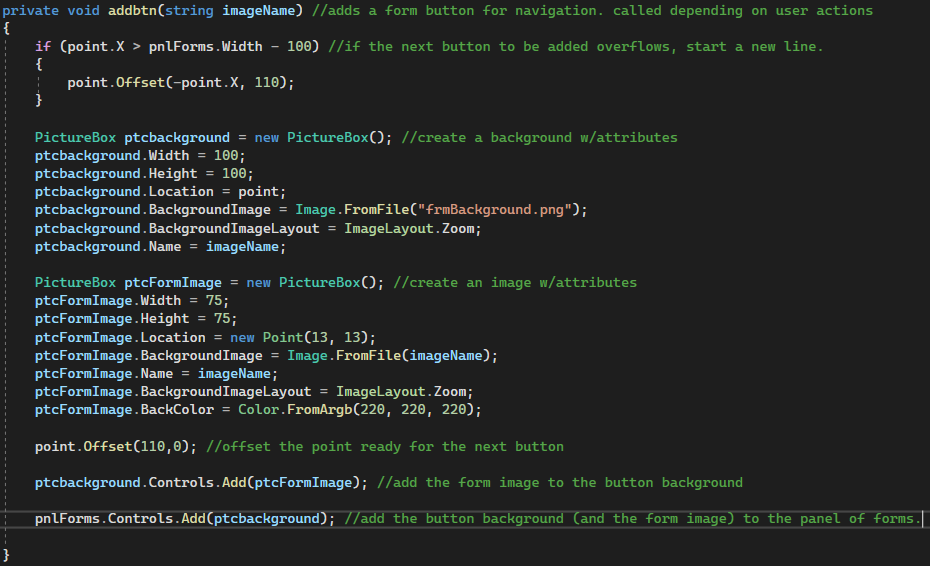 private void addbtn(string imageName) //adds a form button for navigation. called depending on user actions
{
if (point.X > pnlForms.Width - 100) //if the next button to be added overflows, start a new line.
{
point.Offset(-point.X, 110);
}
PictureBox ptcbackground = new PictureBox(); //create a background w/attributes
ptcbackground.Width = 100;
ptcbackground.Height = 100;
ptcbackground.Location = point;
ptcbackground.BackgroundImage = Image.FromFile("frmBackground.png");
ptcbackground.BackgroundImageLayout = ImageLayout.Zoom;
ptcbackground.Name = imageName;
PictureBox ptcFormImage = new PictureBox(); //create an image w/attributes
ptcFormImage.Width = 75;
ptcFormImage.Height = 75;
ptcFormImage.Location = new Point(13, 13);
ptcFormImage.BackgroundImage = Image.FromFile(imageName);
ptcFormImage.Name = imageName;
ptcFormImage.BackgroundImageLayout = ImageLayout.Zoom;
ptcFormImage.BackColor = Color.FromArgb(220, 220, 220);
point.Offset(110,0); //offset the point ready for the next button
ptcbackground.Controls.Add(ptcFormImage); //add the form image to the button background
pnlForms.Controls.Add(ptcbackground); //add the button background (and the form image) to the panel of forms.
}